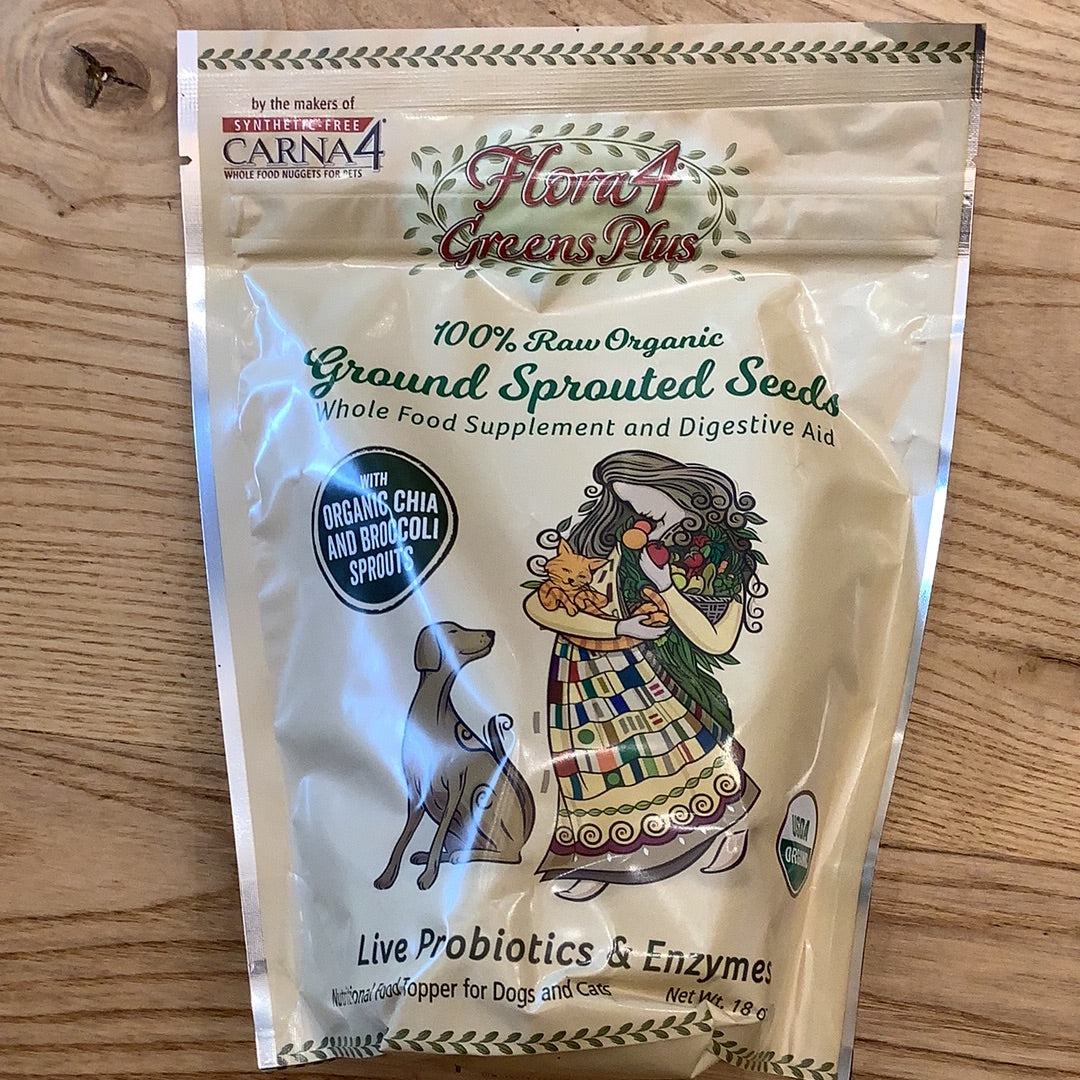 by the makers of
SYNTHETIC-FREE
CARNA4®
WHOLE FOOD NUGGETS FOR PETS
Flora4®
Greens Plus
100% Raw Organic
Ground Sprouted Seeds
Whole Food Supplement and Digestive Aid
WITH
ORGANIC CHIA
AND BROCCOLI
SPROUTS
USDA
ORGANIC
Live Probiotics & Enzymes
Nutritional Food Topper for Dogs and Cats
Net Wt. 18 o